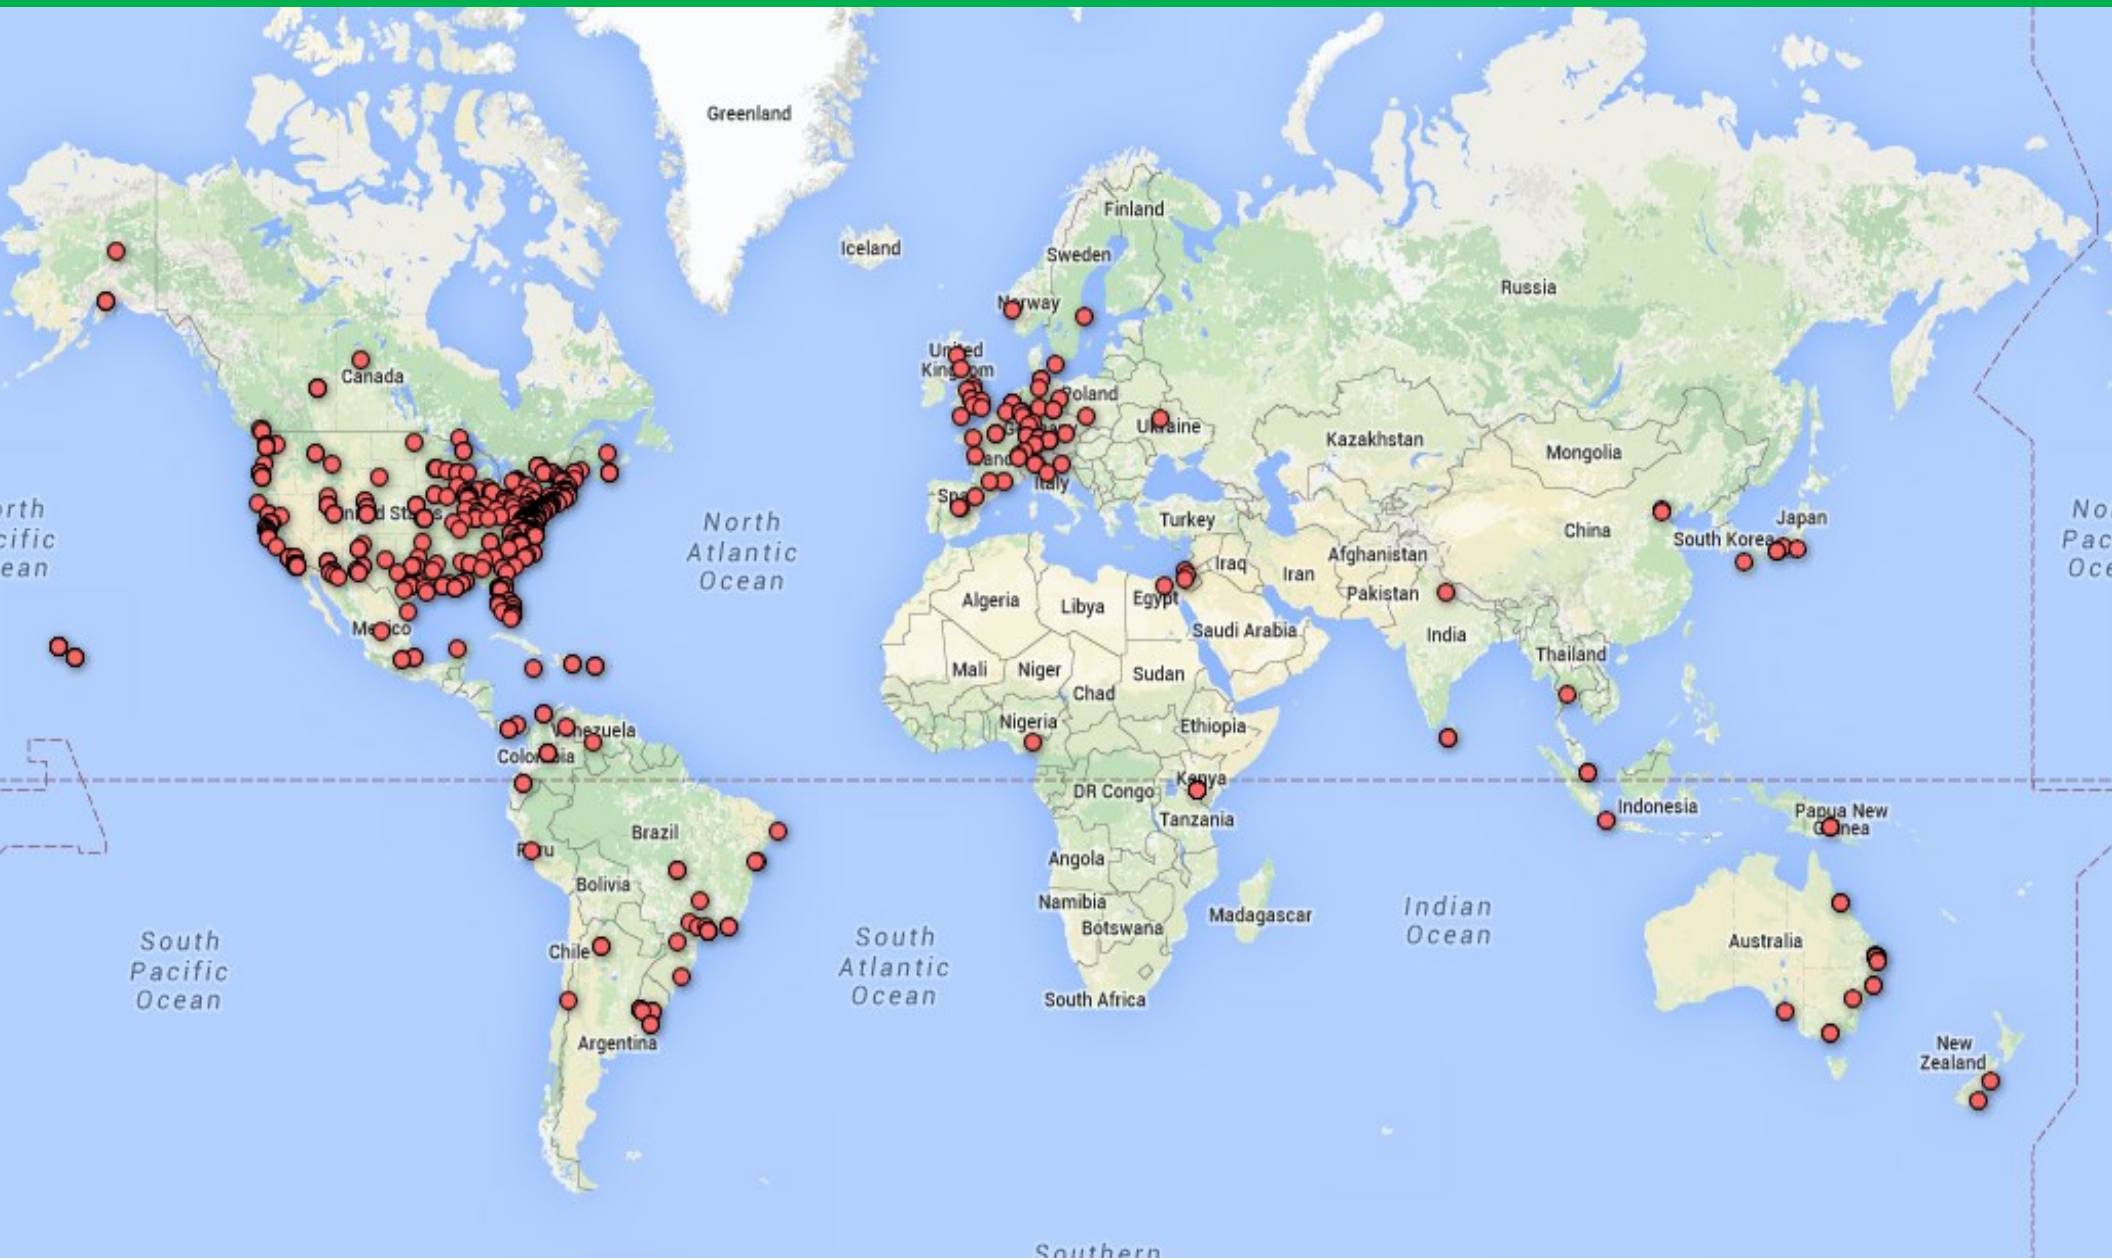 Greenland
Iceland
Finland
Sweden
Norway
Russia
United
Kingdom
Canada
Poland
Germany
Ukraine
Kazakhstan
Mongolia
Italy
United States
North
Atlantic
Ocean
Turkey
China
Japan
South Korea
Afghanistan
Iraq
Iran
Pakistan
Algeria
Libya
Egypt
Saudi Arabia
India
Mexico
Thailand
Mali
Niger
Sudan
Chad
Nigeria
Ethiopia
Venezuela
Colombia
Kenya
DR Congo
Tanzania
Indonesia
Papua New
Guinea
Brazil
Peru
Bolivia
Angola
Namibia
Botswana
Madagascar
Indian
Ocean
South
Pacific
Ocean
South
Atlantic
Ocean
Chile
Australia
South Africa
Argentina
New
Zealand
Southern